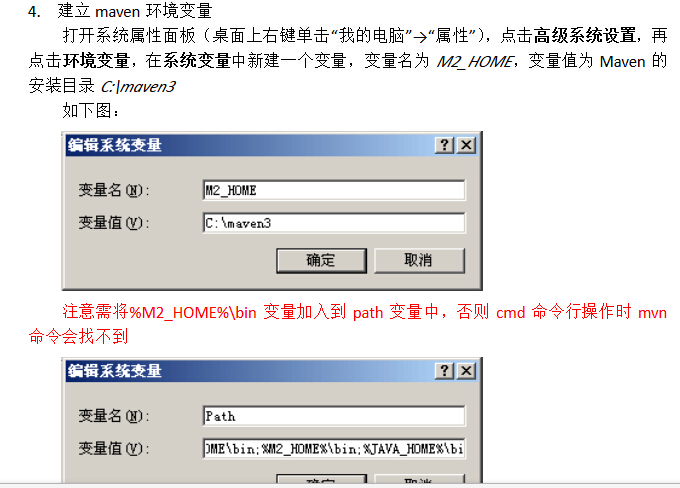 4. 建立 maven 环境变量
打开系统属性面板（桌面上右键单击“我的电脑”→“属性”），点击高级系统设置，再
点击环境变量，在系统变量中新建一个变量，变量名为 M2_HOME，变量值为 Maven 的
安装目录 C:\maven3
如下图：
编辑系统变量
变量名(N)： M2_HOME
变量值(V)： C:\maven3
确定 取消
注意需将%M2_HOME%\bin 变量加入到 path 变量中，否则 cmd 命令行操作时 mvn
命令会找不到
编辑系统变量
变量名(N)： Path
变量值(V)： OME\bin;%M2_HOME%\bin;%JAVA_HOME%\bi